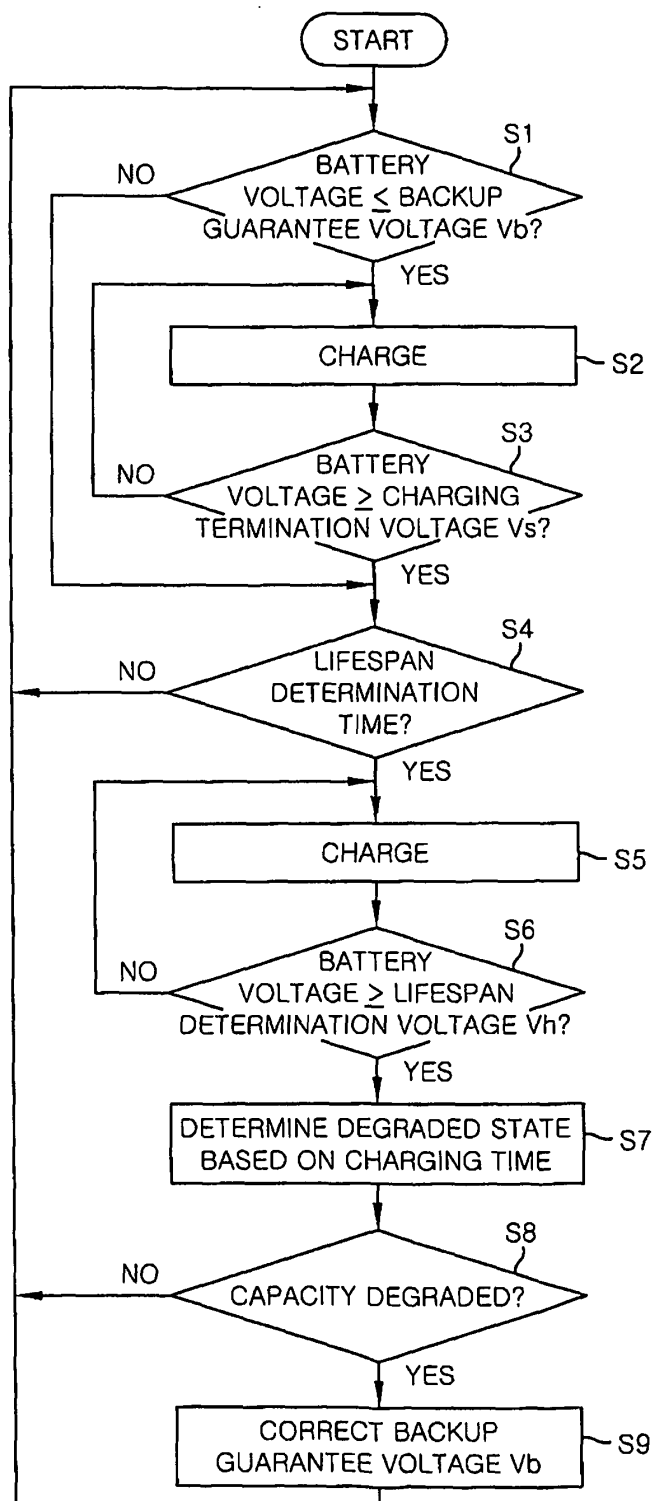 START
S1
NO
BATTERY
VOLTAGE ≤ BACKUP
GUARANTEE VOLTAGE Vb?
YES
CHARGE
S2
S3
NO
BATTERY
VOLTAGE ≥ CHARGING
TERMINATION VOLTAGE Vs?
YES
S4
NO
LIFESPAN
DETERMINATION
TIME?
YES
CHARGE
S5
S6
NO
BATTERY
VOLTAGE ≥ LIFESPAN
DETERMINATION VOLTAGE Vh?
YES
DETERMINE DEGRADED STATE
BASED ON CHARGING TIME
S7
S8
NO
CAPACITY DEGRADED?
YES
CORRECT BACKUP
GUARANTEE VOLTAGE Vb
S9